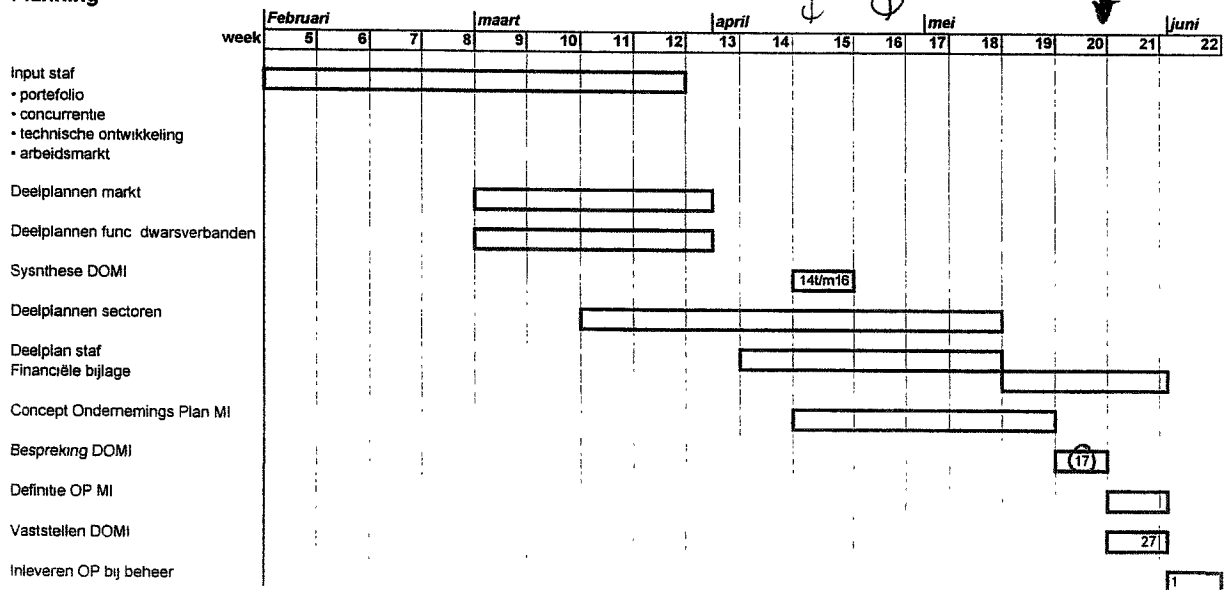 Februari maart april mei juni
week 5 6 7 8 9 10 11 12 13 14 15 16 17 18 19 20 21 22
Input staf
• portefolio
• concurrentie
• technische ontwikkeling
• arbeidsmarkt
Deelplannen markt
Deelplannen func dwarsverbanden
Sysnthese DOMI 14t/m16
Deelplannen sectoren
Deelplan staf
Financiële bijlage
Concept Ondernemings Plan MI
Bespreking DOMI 17
Definitie OP MI
Vaststellen DOMI 27
Inleveren OP bij beheer 1